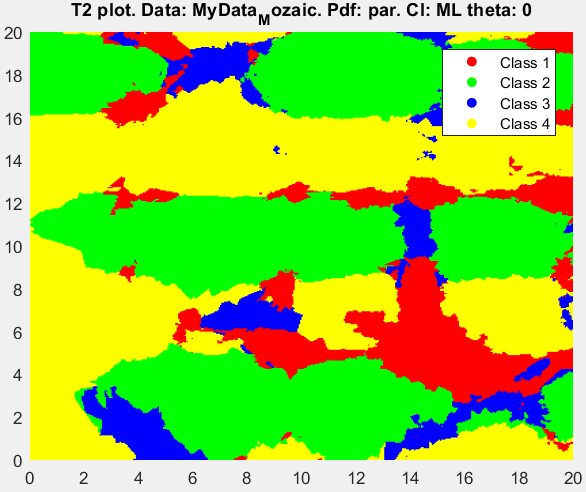 T2 plot. Data: MyData_Mozaic. Pdf: par. Cl: ML theta: 0
20
18
16
14
12
10
8
6
4
2
0
Class 1
Class 2
Class 3
Class 4
0 2 4 6 8 10 12 14 16 18 20